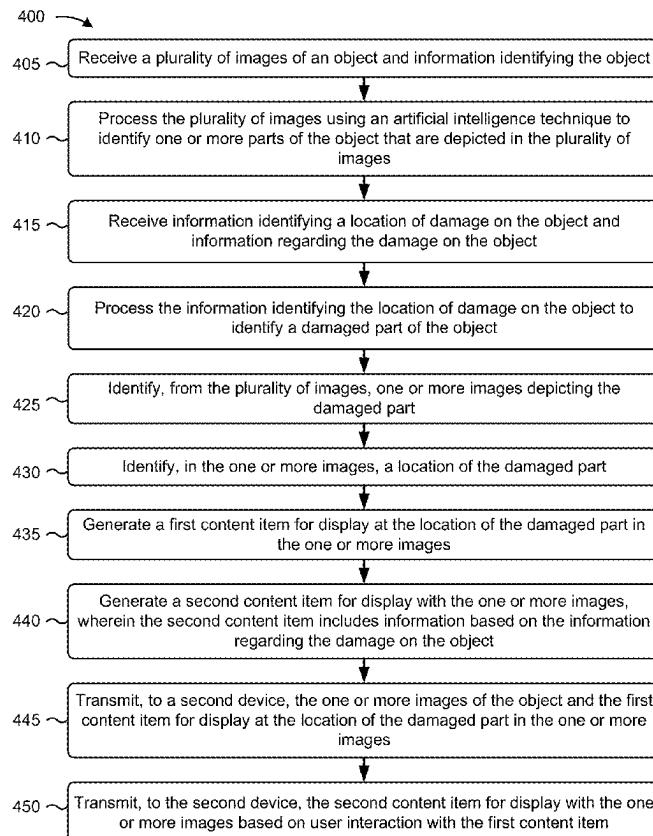 400
405
Receive a plurality of images of an object and information identifying the object
410
Process the plurality of images using an artificial intelligence technique to
identify one or more parts of the object that are depicted in the plurality of
images
415
Receive information identifying a location of damage on the object and
information regarding the damage on the object
420
Process the information identifying the location of damage on the object to
identify a damaged part of the object
425
Identify, from the plurality of images, one or more images depicting the
damaged part
430
Identify, in the one or more images, a location of the damaged part
435
Generate a first content item for display at the location of the damaged part in
the one or more images
440
Generate a second content item for display with the one or more images,
wherein the second content item includes information based on the information
regarding the damage on the object
445
Transmit, to a second device, the one or more images of the object and the first
content item for display at the location of the damaged part in the one or more
images
450
Transmit, to the second device, the second content item for display with the one
or more images based on user interaction with the first content item